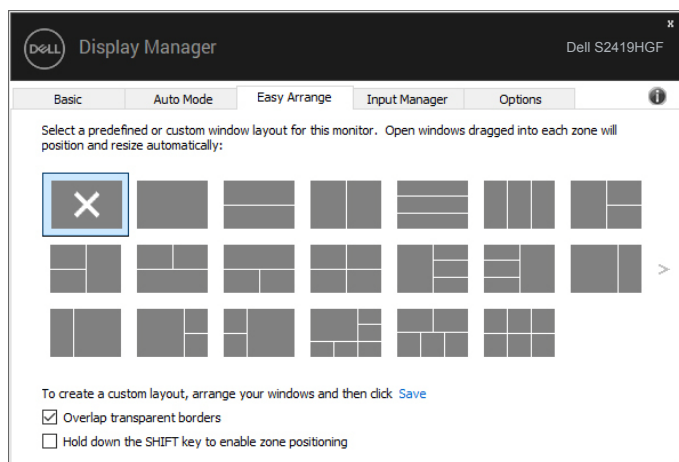 x
DELL Display Manager Dell S2419HGF
Basic Auto Mode Easy Arrange Input Manager Options
Select a predefined or custom window layout for this monitor. Open windows dragged into each zone will
position and resize automatically:
To create a custom layout, arrange your windows and then click Save
Overlap transparent borders
Hold down the SHIFT key to enable zone positioning